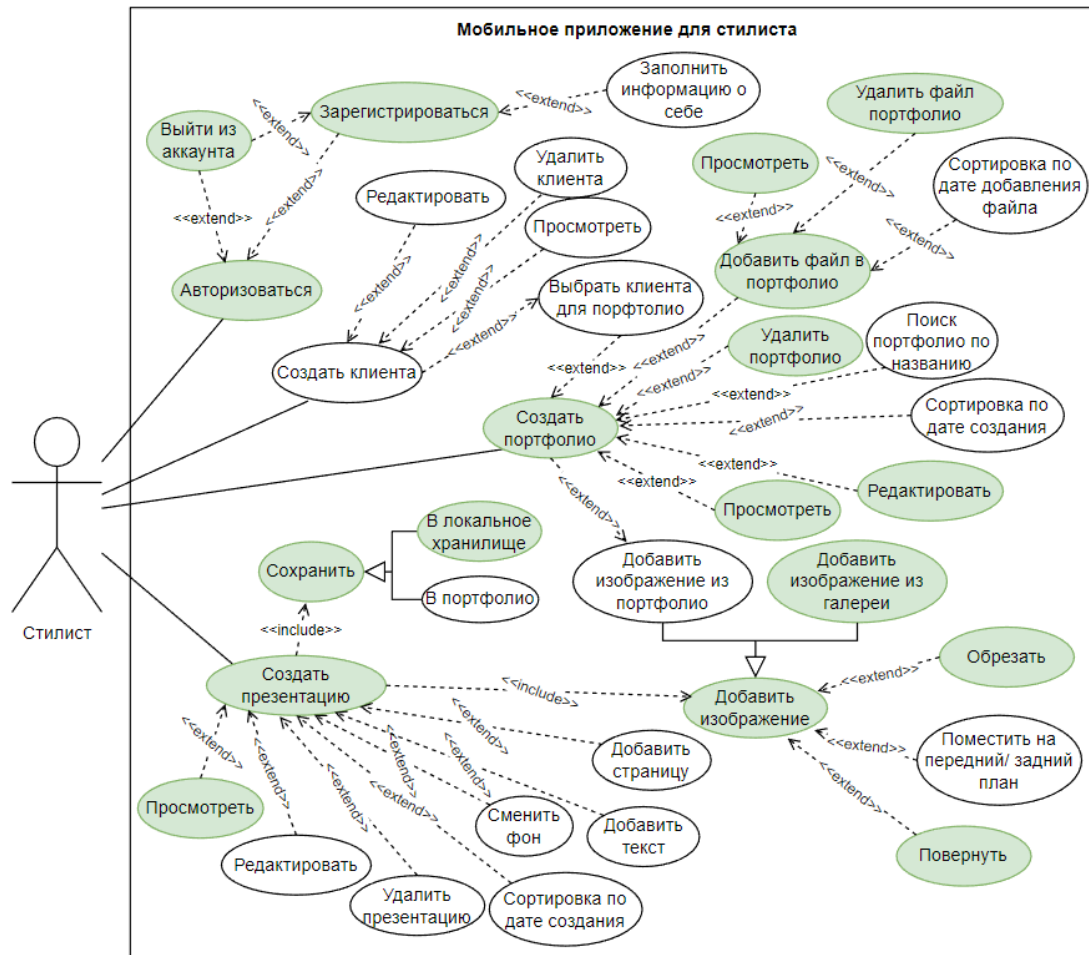 Мобильное приложение для стилиста
Заполнить
информацию о
себе
<<extend>>
Зарегистрироваться
<<extend>>
Выйти из
аккаунта
<<extend>>
<<extend>>
Авторизоваться
Удалить файл
портфолио
<<extend>>
Просмотреть
<<extend>>
Сортировка по
дате добавления
файла
<<extend>>
Добавить файл в
портфолио
<<extend>>
Удалить
клиента
<<extend>>
Редактировать
<<extend>>
Просмотреть
<<extend>>
Выбрать клиента
для порфтолио
<<extend>>
<<extend>>
Создать клиента
Удалить
портфолио
<<extend>>
Поиск
портфолио по
названию
<<extend>>
Сортировка по
дате создания
<<extend>>
Создать
портфолио
<<extend>>
Редактировать
<<extend>>
Просмотреть
<<extend>>
Стилист
В локальное
хранилище
Сохранить
В портфолио
<<include>>
Добавить
изображение из
портфолио
Добавить
изображение из
галереи
Создать
презентацию
<<include>>
Добавить
изображение
<<extend>>
Обрезать
<<extend>>
Поместить на
передний/ задний
план
<<extend>>
Повернуть
<<extend>>
Просмотреть
<<extend>>
Редактировать
<<extend>>
Удалить
презентацию
<<extend>>
Сортировка по
дате создания
<<extend>>
Сменить
фон
<<extend>>
Добавить
текст
<<extend>>
Добавить
страницу